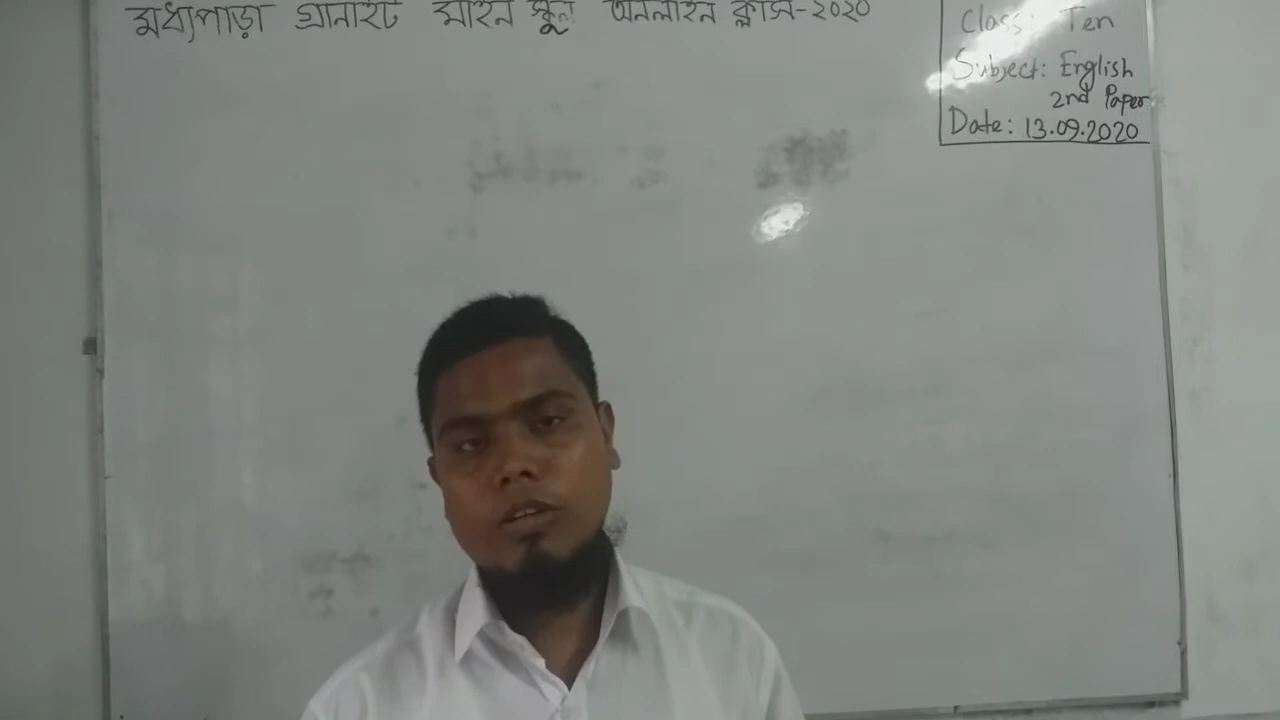 মধ্যপাড়া গ্রানাইট মাইন স্কুল অনলাইন ক্লাস-২০২০
Class: Ten
Subject: English
2nd Paper
Date: 13.09.2020